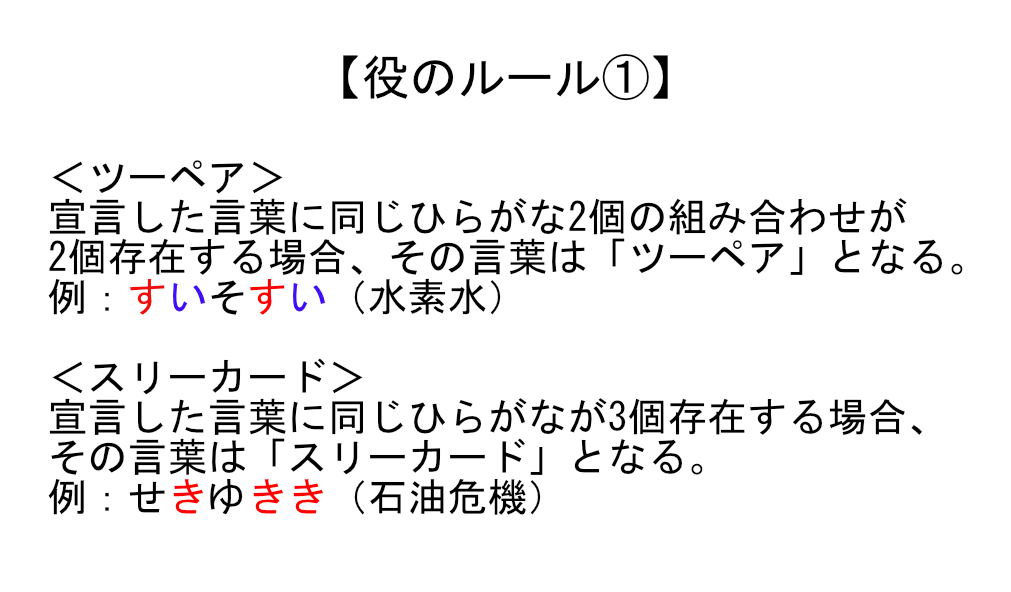 【役のルール①】
＜ツーペア＞
宣言した言葉に同じひらがな2個の組み合わせが
2個存在する場合、その言葉は「ツーペア」となる。
例：すいそすい（水素水）
＜スリーカード＞
宣言した言葉に同じひらがなが3個存在する場合、
その言葉は「スリーカード」となる。
例：せきゆきき（石油危機）